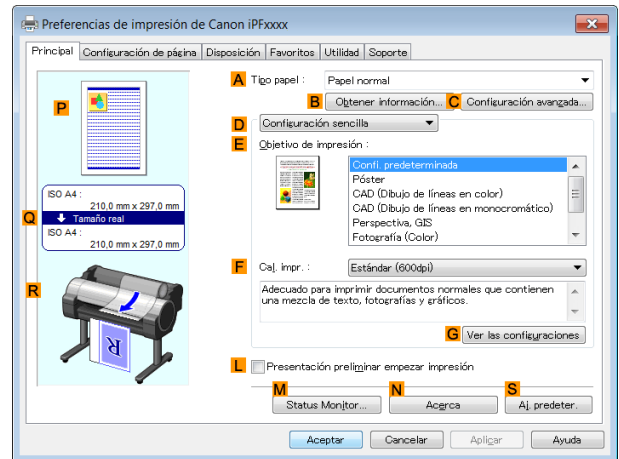 Preferencias de impresión de Canon iPFxxxx
Principal Configuración de página Disposición Favoritos Utilidad Soporte
P
ISO A4 :
210,0 mm x 297,0 mm
Q Tamaño real
ISO A4 :
210,0 mm x 297,0 mm
R
A Tipo papel : Papel normal
B Obtener información... C Configuración avanzada...
D Configuración sencilla
E Objetivo de impresión :
Confi. predeterminada
Póster
CAD (Dibujo de líneas en color)
CAD (Dibujo de líneas en monocromático)
Perspectiva, GIS
Fotografía (Color)
F Cal. impr. : Estándar (600dpi)
Adecuado para imprimir documentos normales que contienen
una mezcla de texto, fotografías y gráficos.
G Ver las configuraciones
L Presentación preliminar empezar impresión
M N S
Status Monitor... Acerca Aj. predeter.
Aceptar Cancelar Aplicar Ayuda